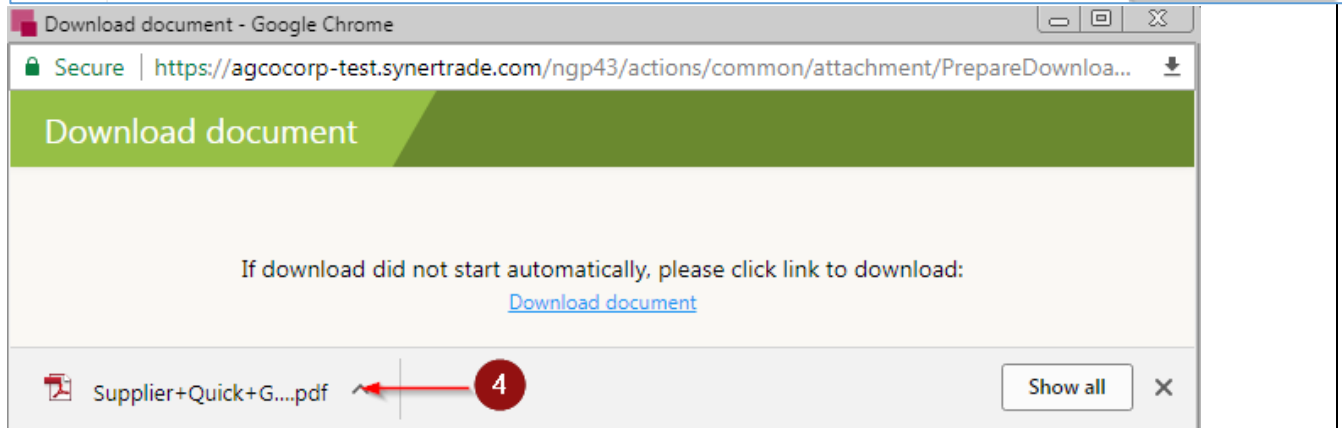 Download document - Google Chrome
Secure | https://agcocorp-test.synertrade.com/ngp43/actions/common/attachment/PrepareDownloa...
Download document
If download did not start automatically, please click link to download:
Download document
Supplier+Quick+G....pdf 4 Show all